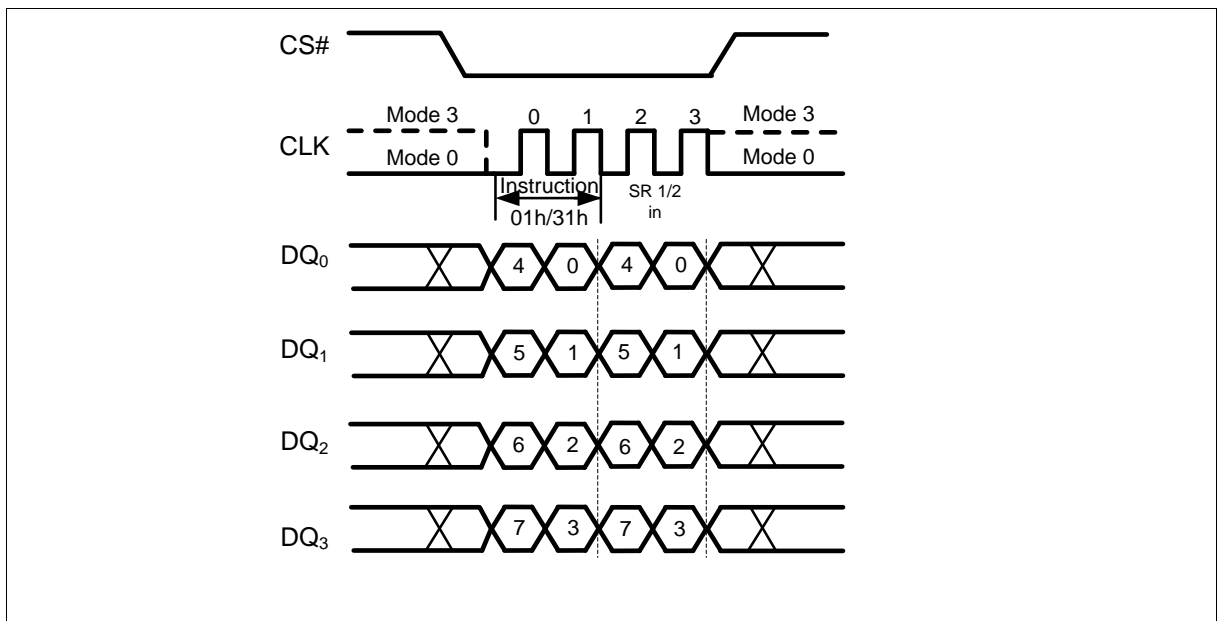 CS#
Mode 3 0 1 2 3 Mode 3
CLK
Mode 0 Mode 0
Instruction SR 1/2
01h/31h in
DQ0
4 0 4 0
DQ1
5 1 5 1
DQ2
6 2 6 2
DQ3
7 3 7 3